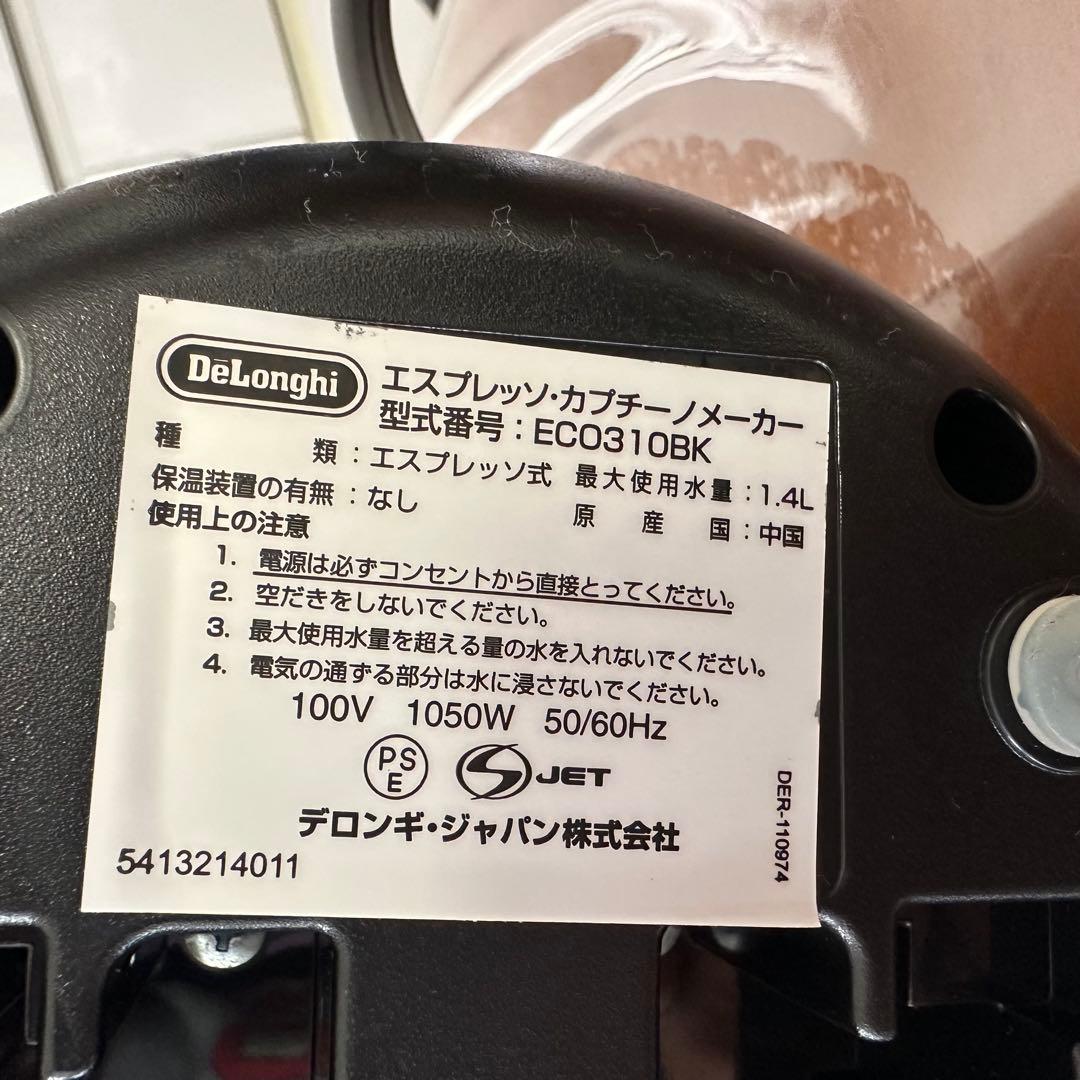 DeLonghi
エスプレッソ・カプチーノメーカー
型式番号：ECO310BK
種類：エスプレッソ式 最大使用水量：1.4L
保温装置の有無：なし 原産国：中国
使用上の注意
1. 電源は必ずコンセントから直接とってください。
2. 空だきをしないでください。
3. 最大使用水量を超える量の水を入れないでください。
4. 電気の通ずる部分は水に浸さないでください。
100V 1050W 50/60Hz
PS
E
JET
デロンギ・ジャパン株式会社
5413214011
DER-110974